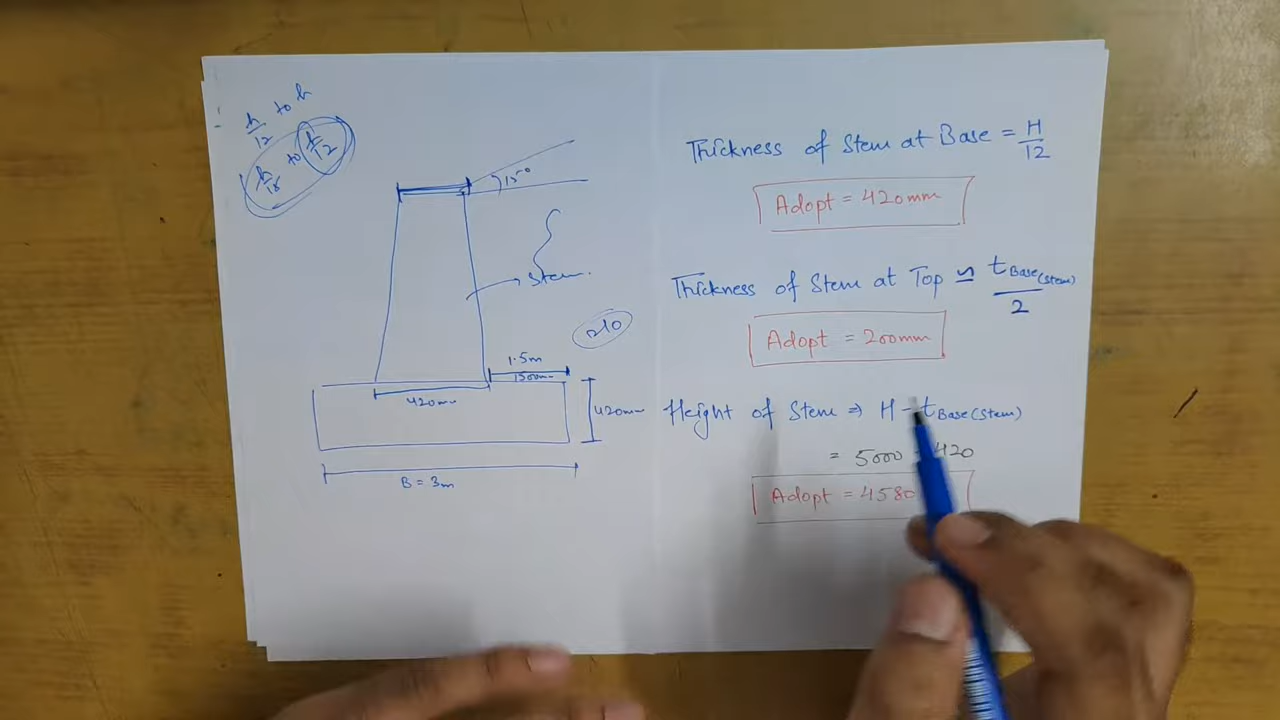 h/12 to h
h/15 to h/12
15°
Stem.
210
1.5m
1500mm
420mm
420mm
B = 3m
Thickness of Stem at Base = H/12
Adopt = 420mm
Thickness of Stem at Top ≌ tBase(stem)/2
Adopt = 200mm
Height of Stem ⇒ H - tBase(Stem)
= 5000 420
Adopt = 4580